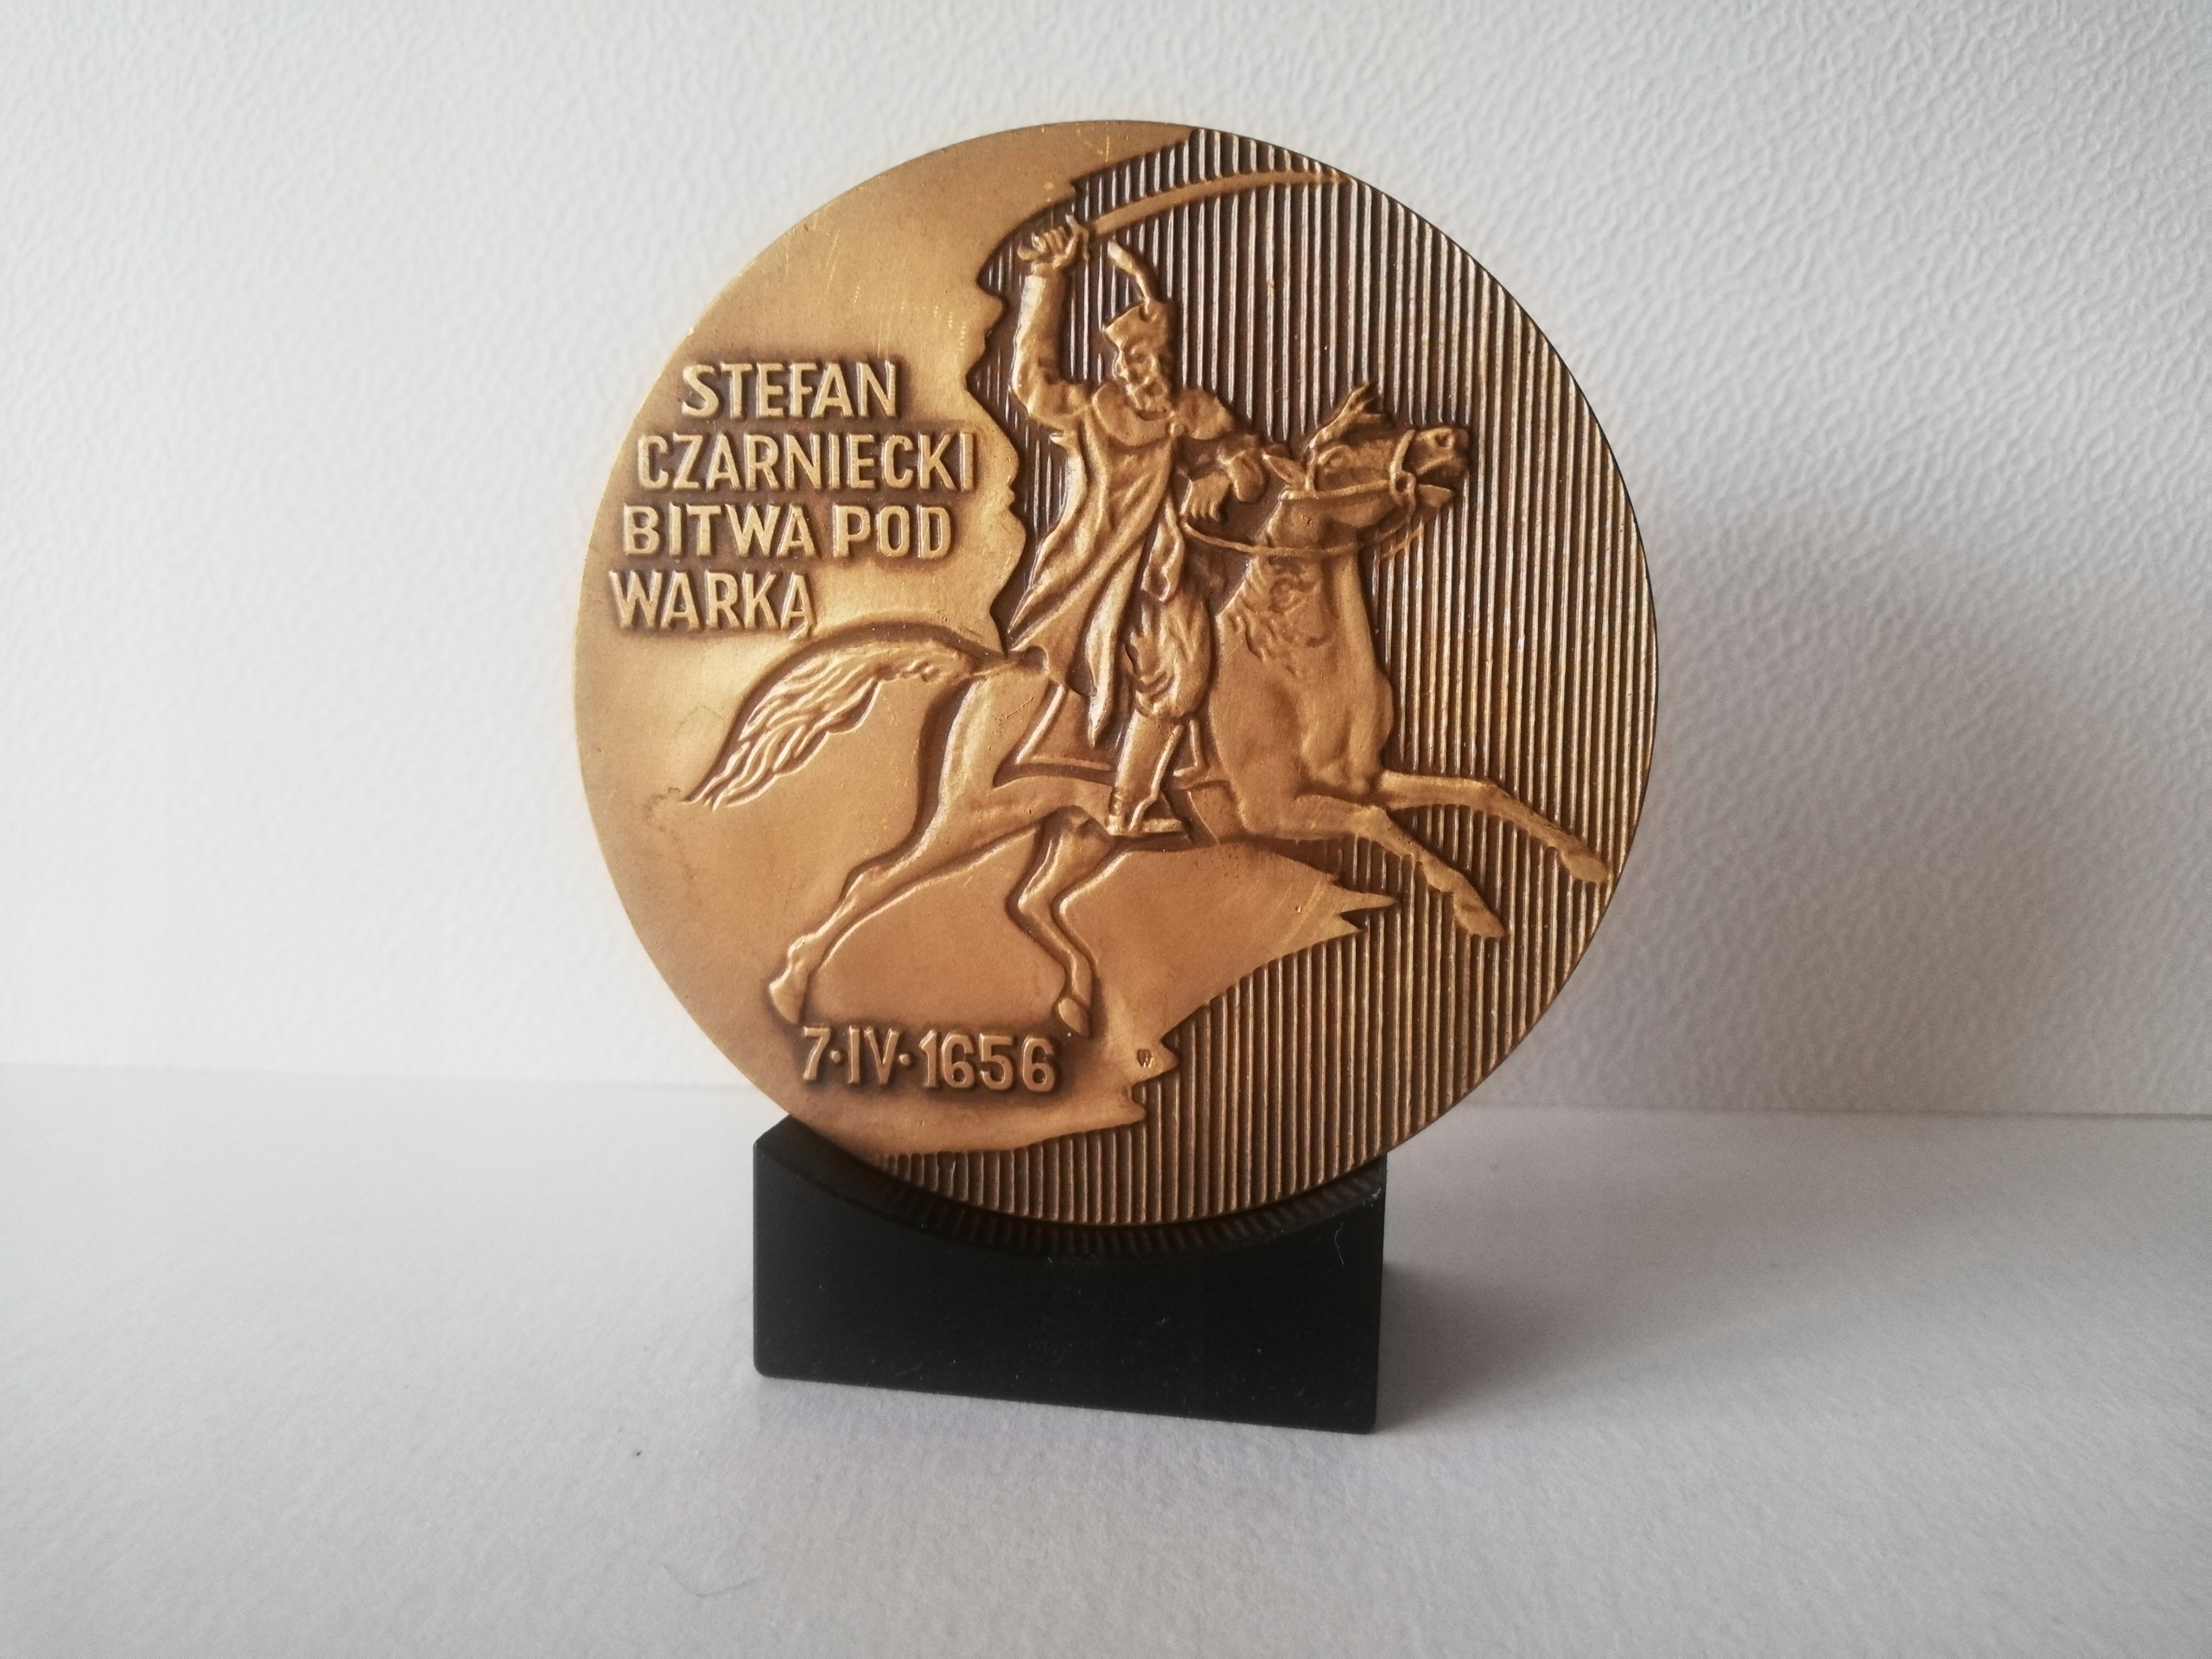 STEFAN
CZARNIECKI
BITWA POD
WARKĄ
7·IV·1656